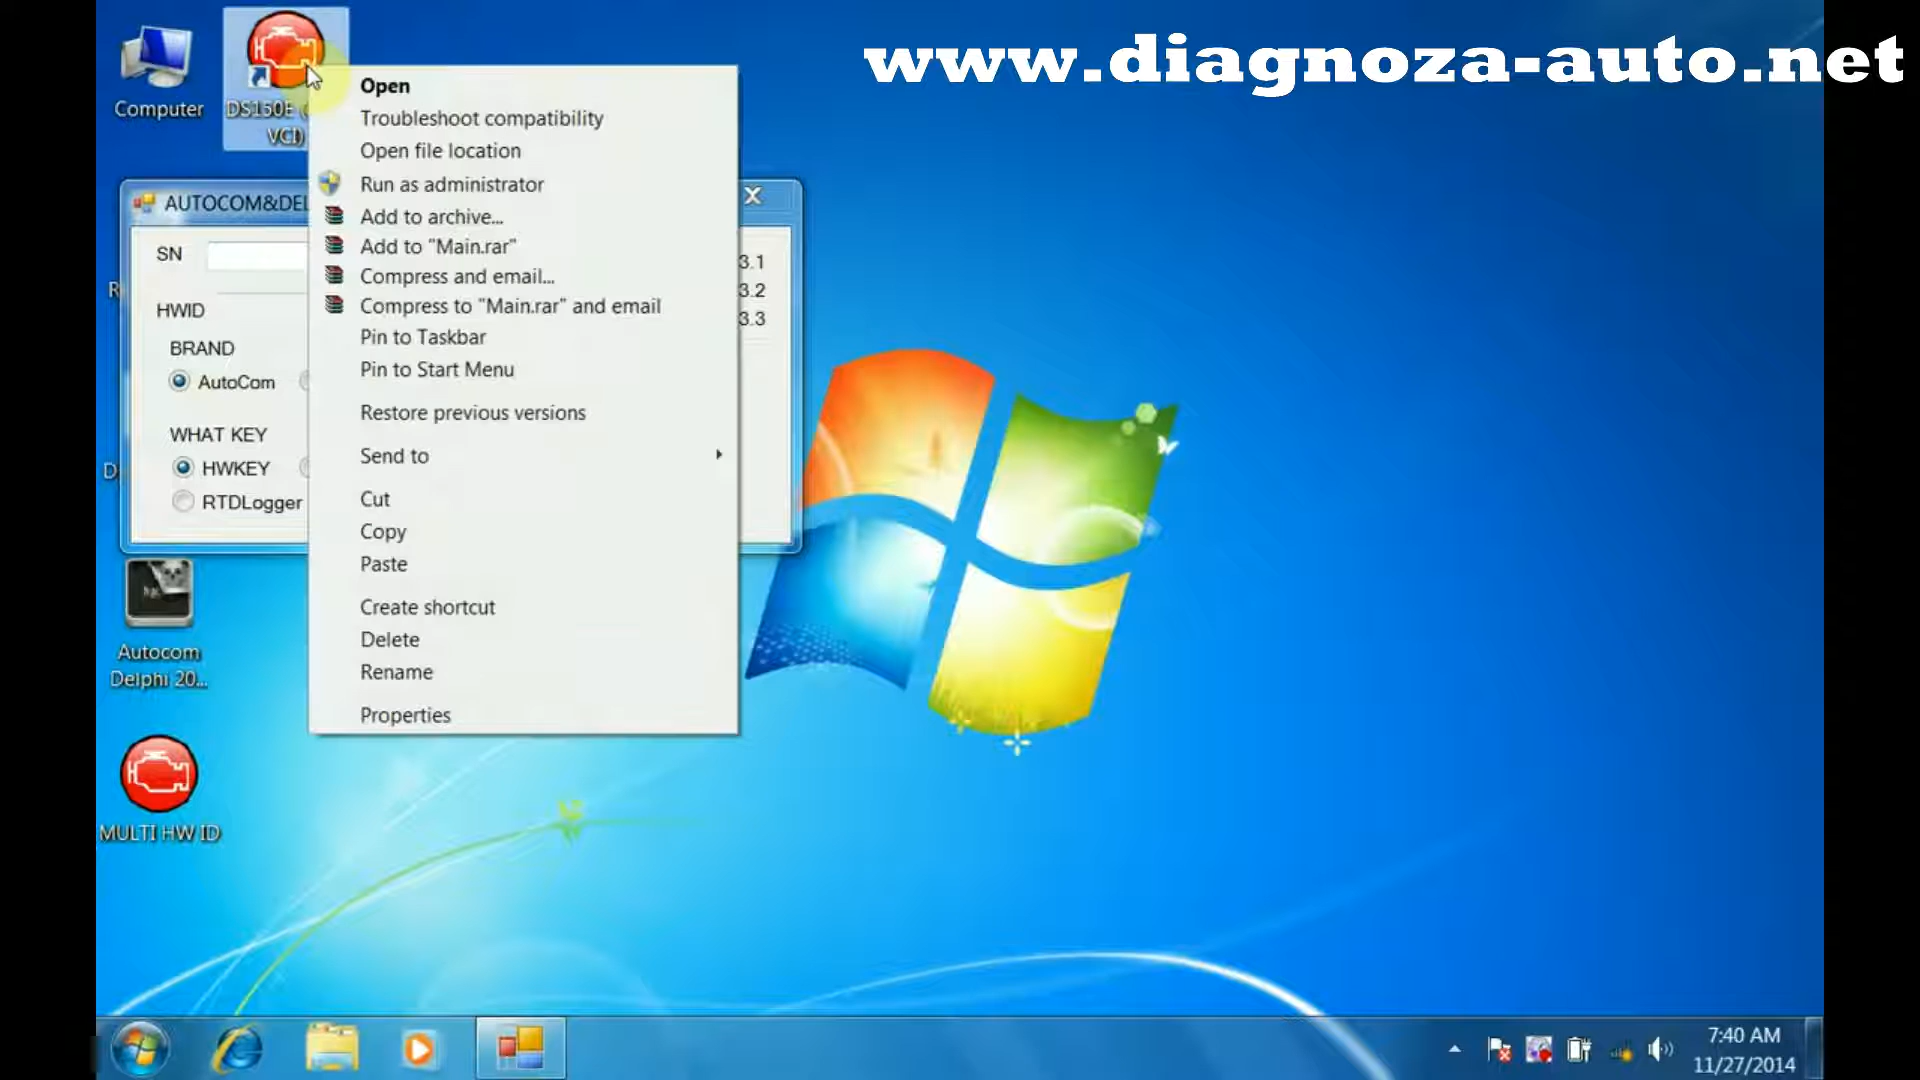 www.diagnoza-auto.net
Computer
DS150E (
VCI)
Open
Troubleshoot compatibility
Open file location
Run as administrator
Add to archive...
Add to "Main.rar"
Compress and email...
Compress to "Main.rar" and email
Pin to Taskbar
Pin to Start Menu
Restore previous versions
Send to
Cut
Copy
Paste
Create shortcut
Delete
Rename
Properties
AUTOCOM&DEL
SN
HWID
BRAND
AutoCom
WHAT KEY
HWKEY
RTDLogger
3.1
3.2
3.3
R
D
Autocom
Delphi 20...
MULTI HW ID
7:40 AM
11/27/2014